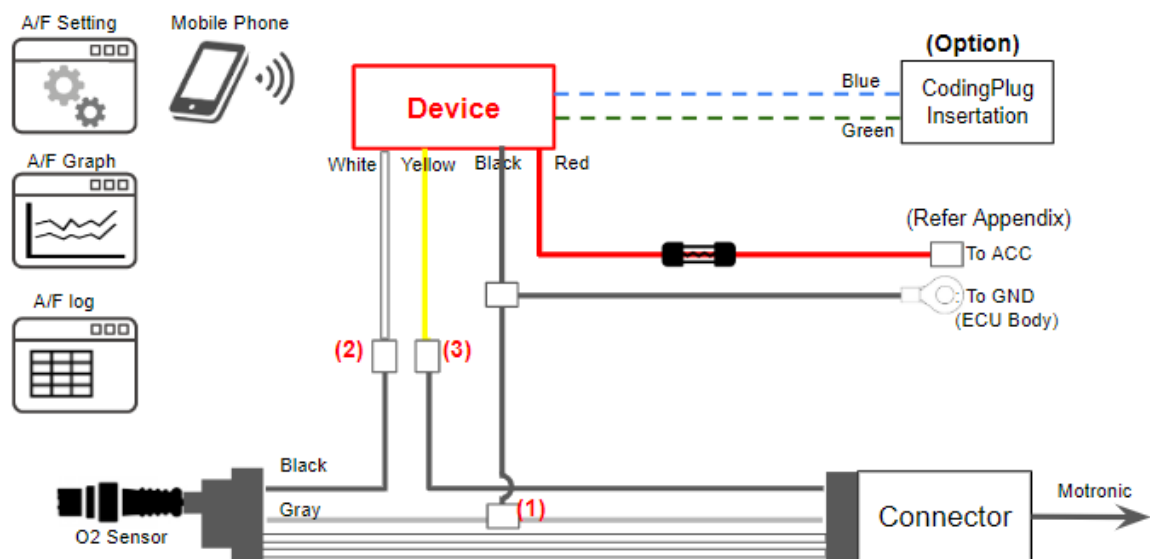 A/F Setting
Mobile Phone
(Option)
Blue
CodingPlug
Insertation
Device
Green
A/F Graph
White
Yellow
Black
Red
(Refer Appendix)
To ACC
A/F log
To GND
(ECU Body)
(2)
(3)
Black
Gray
(1)
Motronic
Connector
O2 Sensor